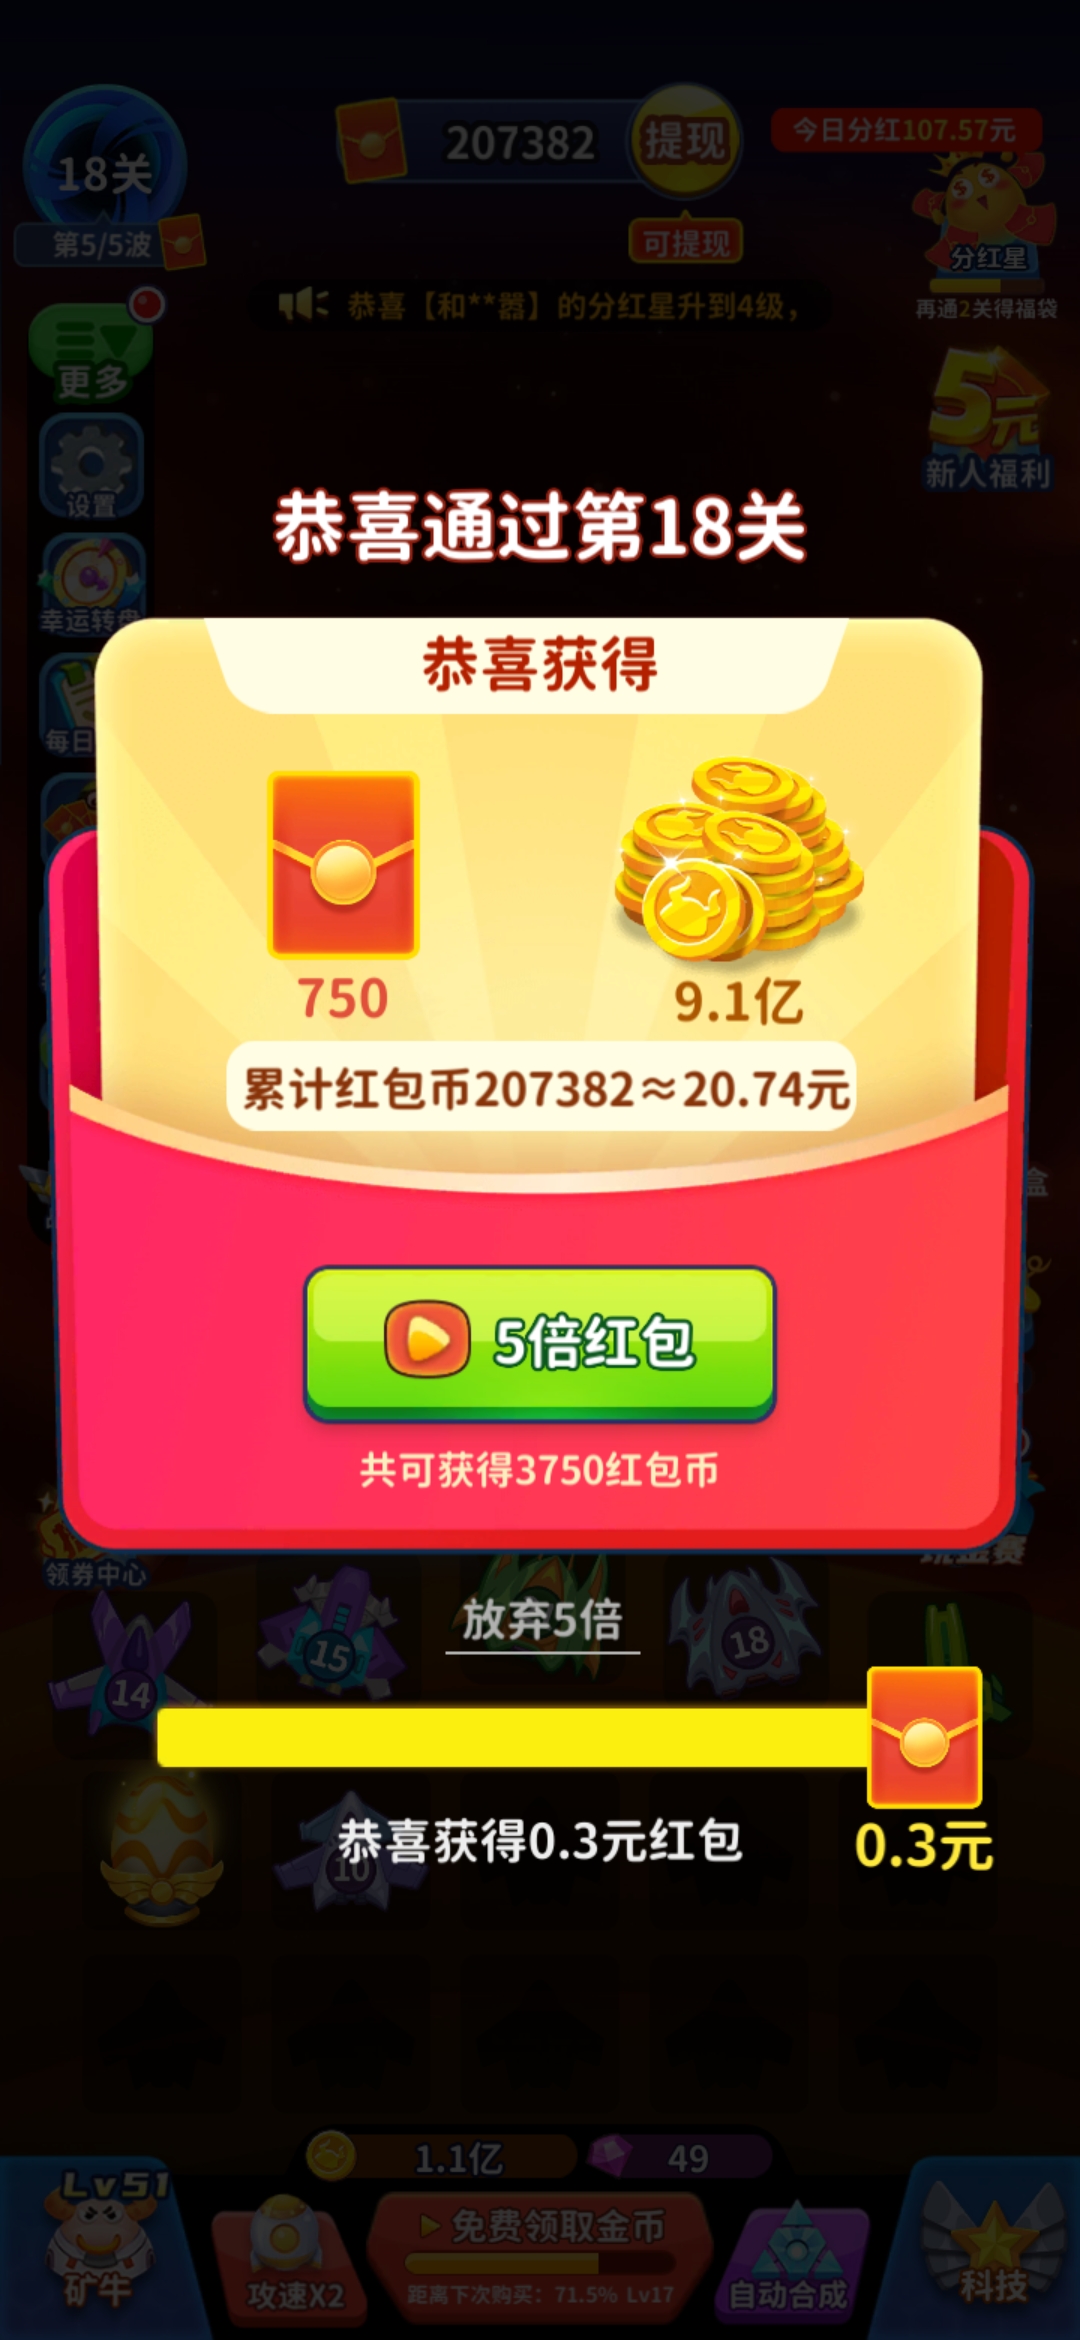 18关
207382
提现
今日分红107.57元
第5/5波
可提现
分红星
再通2关得福袋
恭喜【和**嚣】的分红星升到4级，
更多
5元
新人福利
设置
恭喜通过第18关
幸运转盘
恭喜获得
每日
750
9.1亿
累计红包币207382≈20.74元
盒
5倍红包
共可获得3750红包币
领券中心
放弃5倍
14
15
18
恭喜获得0.3元红包
0.3元
10
1.1亿
49
Lv51
矿牛
攻速X2
免费领取金币
距离下次购买：71.5% Lv17
自动合成
科技